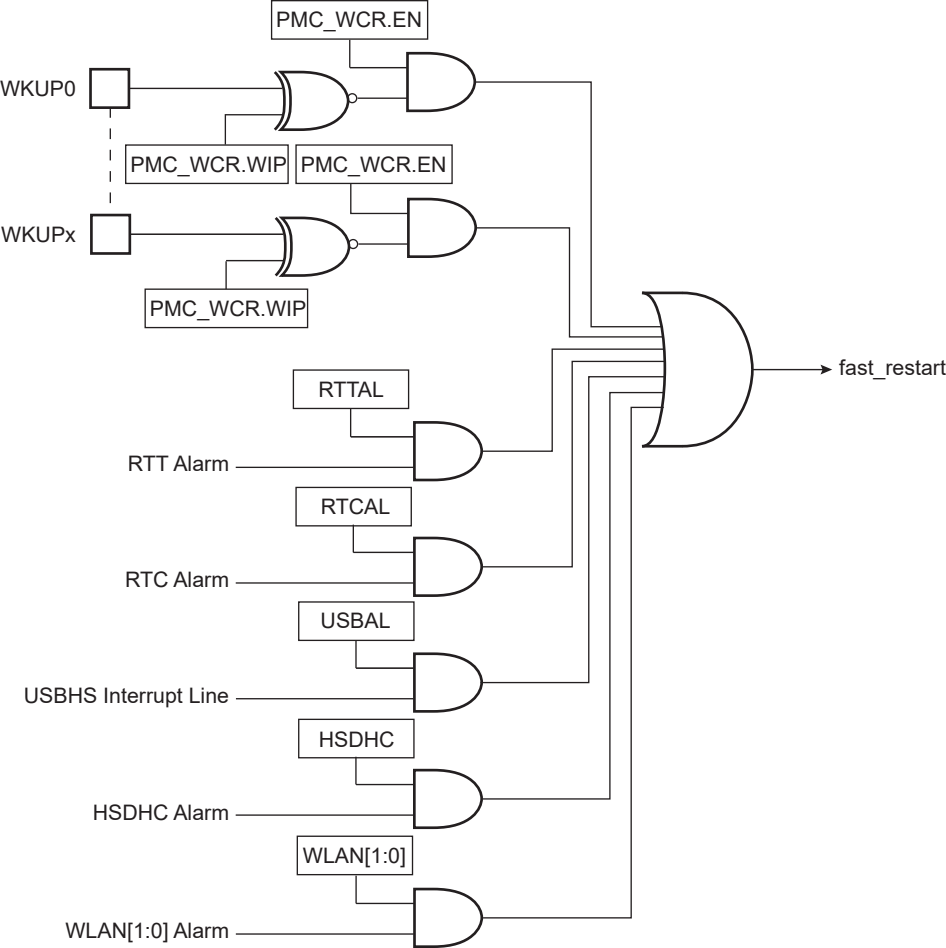 PMC_WCR.EN
WKUP0
PMC_WCR.WIP
PMC_WCR.EN
WKUPx
PMC_WCR.WIP
fast_restart
RTTAL
RTT Alarm
RTCAL
RTC Alarm
USBAL
USBHS Interrupt Line
HSDHC
HSDHC Alarm
WLAN[1:0]
WLAN[1:0] Alarm